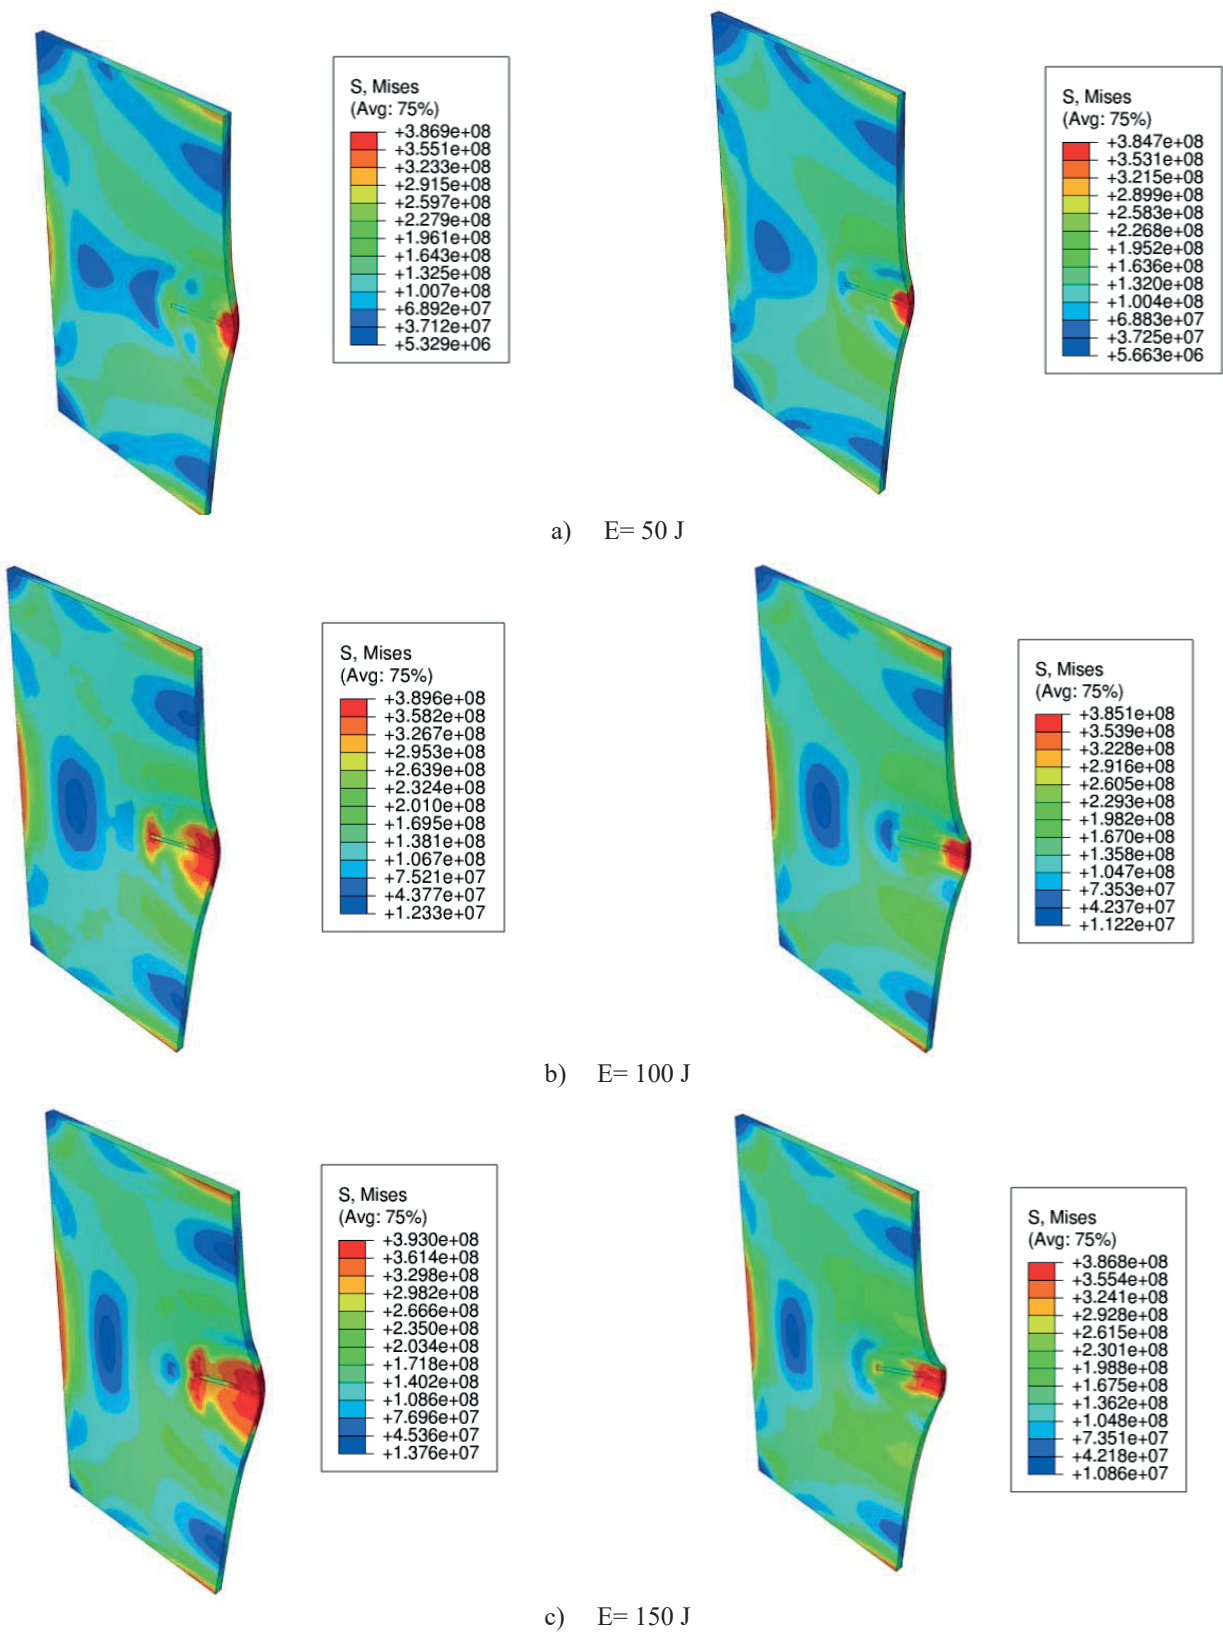 S, Mises
(Avg: 75%)
+3.869e+08
+3.551e+08
+3.233e+08
+2.915e+08
+2.597e+08
+2.279e+08
+1.961e+08
+1.643e+08
+1.325e+08
+1.007e+08
+6.892e+07
+3.712e+07
+5.329e+06
S, Mises
(Avg: 75%)
+3.847e+08
+3.531e+08
+3.215e+08
+2.899e+08
+2.583e+08
+2.268e+08
+1.952e+08
+1.636e+08
+1.320e+08
+1.004e+08
+6.883e+07
+3.725e+07
+5.663e+06
a) E= 50 J
S, Mises
(Avg: 75%)
+3.896e+08
+3.582e+08
+3.267e+08
+2.953e+08
+2.639e+08
+2.324e+08
+2.010e+08
+1.695e+08
+1.381e+08
+1.067e+08
+7.521e+07
+4.377e+07
+1.233e+07
S, Mises
(Avg: 75%)
+3.851e+08
+3.539e+08
+3.228e+08
+2.916e+08
+2.605e+08
+2.293e+08
+1.982e+08
+1.670e+08
+1.358e+08
+1.047e+08
+7.353e+07
+4.237e+07
+1.122e+07
b) E= 100 J
S, Mises
(Avg: 75%)
+3.930e+08
+3.614e+08
+3.298e+08
+2.982e+08
+2.666e+08
+2.350e+08
+2.034e+08
+1.718e+08
+1.402e+08
+1.086e+08
+7.696e+07
+4.536e+07
+1.376e+07
S, Mises
(Avg: 75%)
+3.868e+08
+3.554e+08
+3.241e+08
+2.928e+08
+2.615e+08
+2.301e+08
+1.988e+08
+1.675e+08
+1.362e+08
+1.048e+08
+7.351e+07
+4.218e+07
+1.086e+07
c) E= 150 J